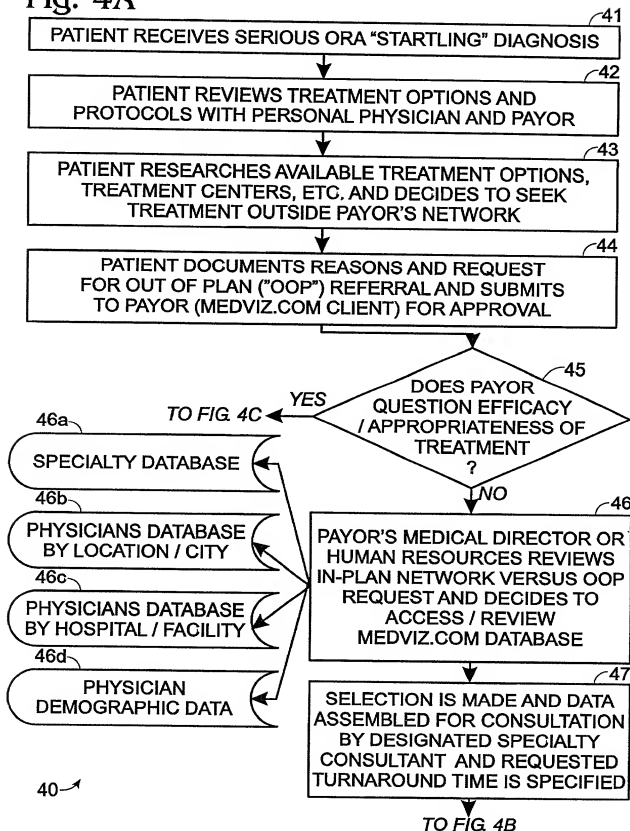 Fig. 4A
41
PATIENT RECEIVES SERIOUS ORA “STARTLING” DIAGNOSIS
42
PATIENT REVIEWS TREATMENT OPTIONS AND
PROTOCOLS WITH PERSONAL PHYSICIAN AND PAYOR
43
PATIENT RESEARCHES AVAILABLE TREATMENT OPTIONS,
TREATMENT CENTERS, ETC. AND DECIDES TO SEEK
TREATMENT OUTSIDE PAYOR'S NETWORK
44
PATIENT DOCUMENTS REASONS AND REQUEST
FOR OUT OF PLAN ("OOP") REFERRAL AND SUBMITS
TO PAYOR (MEDVIZ.COM CLIENT) FOR APPROVAL
45
DOES PAYOR
QUESTION EFFICACY
/ APPROPRIATENESS OF
TREATMENT
?
YES
TO FIG. 4C
NO
46a
SPECIALTY DATABASE
46b
PHYSICIANS DATABASE
BY LOCATION / CITY
46c
PHYSICIANS DATABASE
BY HOSPITAL / FACILITY
46d
PHYSICIAN
DEMOGRAPHIC DATA
46
PAYOR'S MEDICAL DIRECTOR OR
HUMAN RESOURCES REVIEWS
IN-PLAN NETWORK VERSUS OOP
REQUEST AND DECIDES TO
ACCESS / REVIEW
MEDVIZ.COM DATABASE
47
SELECTION IS MADE AND DATA
ASSEMBLED FOR CONSULTATION
BY DESIGNATED SPECIALTY
CONSULTANT AND REQUESTED
TURNAROUND TIME IS SPECIFIED
40
TO FIG. 4B